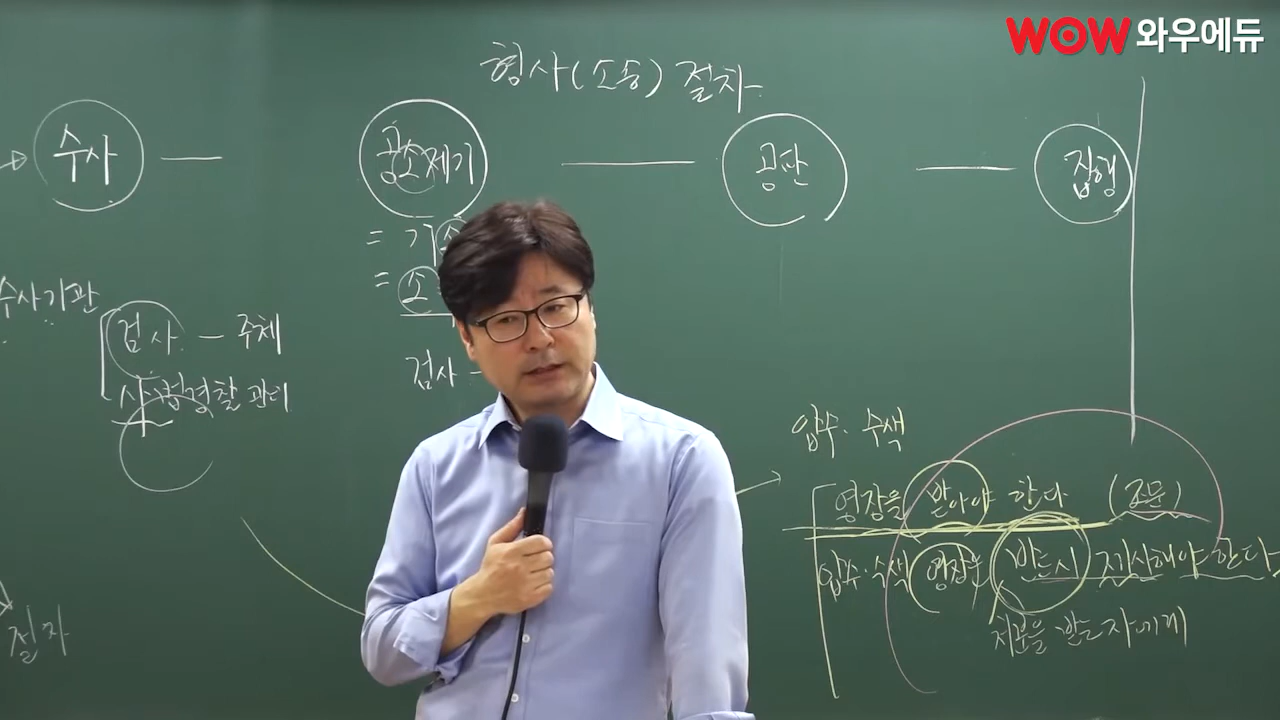 WOW 와우에듀
형사(소송) 절차
수사 공소제기 공판 집행
= 기소
= 소
수사기관
검사 - 주체
사법경찰관리
검사 -
압수·수색
영장을 받아야 한다 (조문)
압수·수색 영장은 반드시 제시해야 한다
처분을 받는 자에게
절차